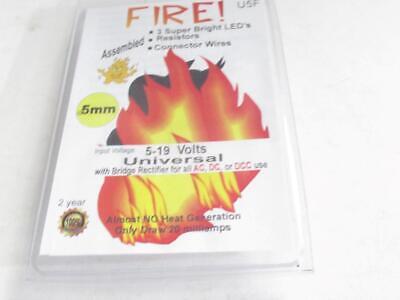 FIRE!
USF
Assembled
• 3 Super Bright LED's
• Resistors
• Connector Wires
5mm
Input Voltage: 5-19 Volts
Universal
with Bridge Rectifier for all AC, DC, or DCC use
2 year
100%
Almost NO Heat Generation
Only Draw 20 milliamps